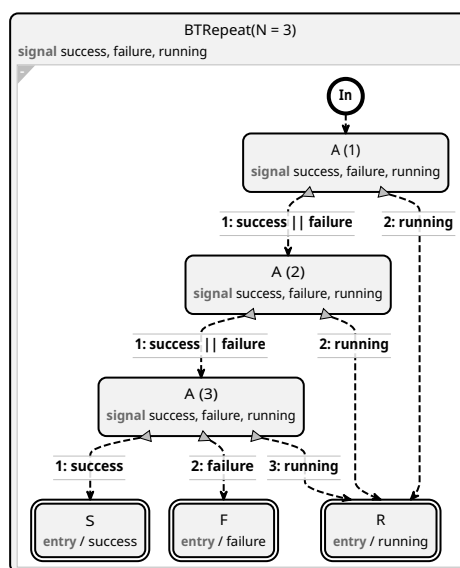 BTRepeat(N = 3)
signal success, failure, running
-
In
A (1)
signal success, failure, running
1: success || failure
2: running
A (2)
signal success, failure, running
1: success || failure
2: running
A (3)
signal success, failure, running
1: success
2: failure
3: running
S
entry / success
F
entry / failure
R
entry / running